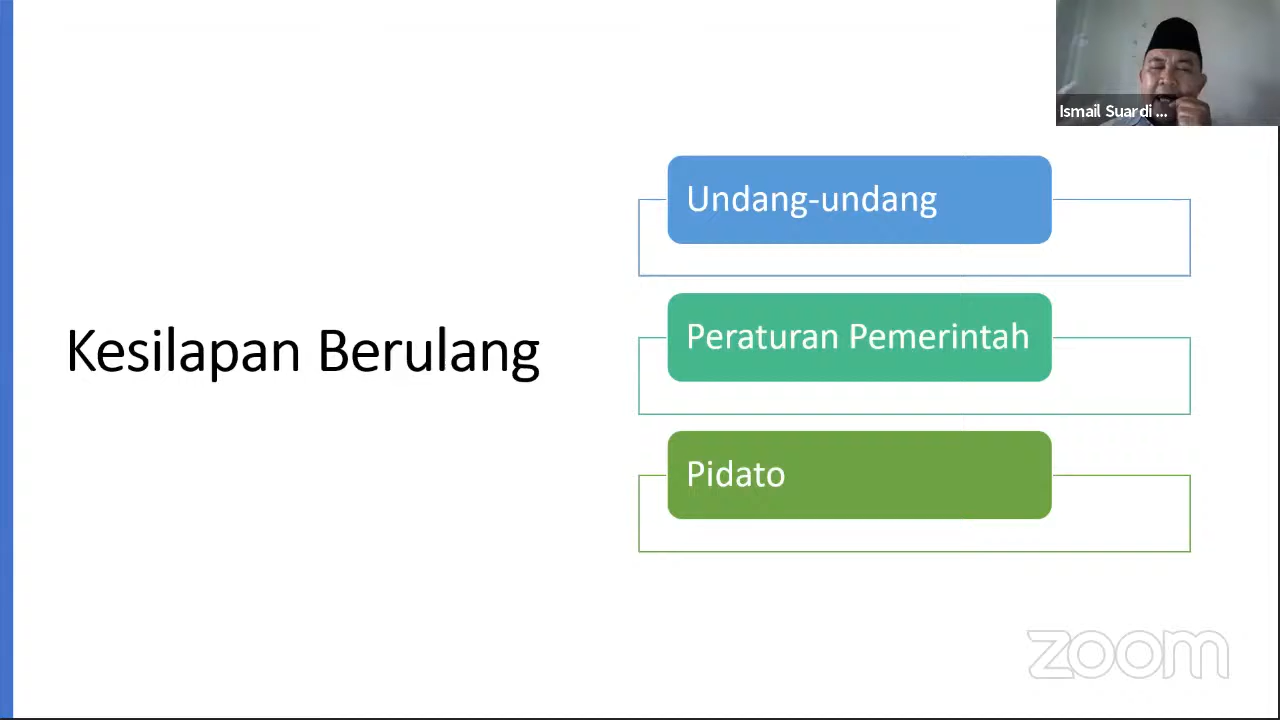 Ismail Suardi ...
Undang-undang
Kesilapan Berulang
Peraturan Pemerintah
Pidato
zoom